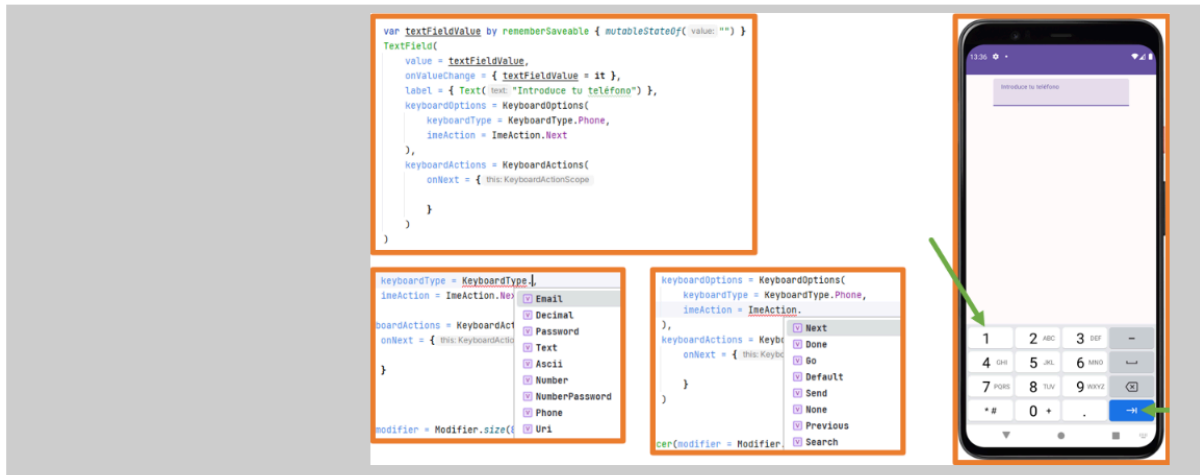 var textFieldValue by rememberSaveable { mutableStateOf( value: "") }
TextField(
value = textFieldValue,
onValueChange = { textFieldValue = it },
label = { Text( text: "Introduce tu teléfono") },
keyboardOptions = KeyboardOptions(
keyboardType = KeyboardType.Phone,
imeAction = ImeAction.Next
),
keyboardActions = KeyboardActions(
onNext = { this: KeyboardActionScope
}
)
)
keyboardType = KeyboardType.,
imeAction = ImeAction.Nex
boardActions = KeyboardAct
onNext = { this: KeyboardActio
}
modifier = Modifier.size(
Email
Decimal
Password
Text
Ascii
Number
NumberPassword
Phone
Uri
keyboardOptions = KeyboardOptions(
keyboardType = KeyboardType.Phone,
imeAction = ImeAction.
),
keyboardActions = Keybo
onNext = { this: Keybo
}
)
cer(modifier = Modifier.
Next
Done
Go
Default
Send
None
Previous
Search
13:36
Introduce tu teléfono
1 2 ABC 3 DEF -
4 GHI 5 JKL 6 MNO
7 PQRS 8 TUV 9 WXYZ
* # 0 + .